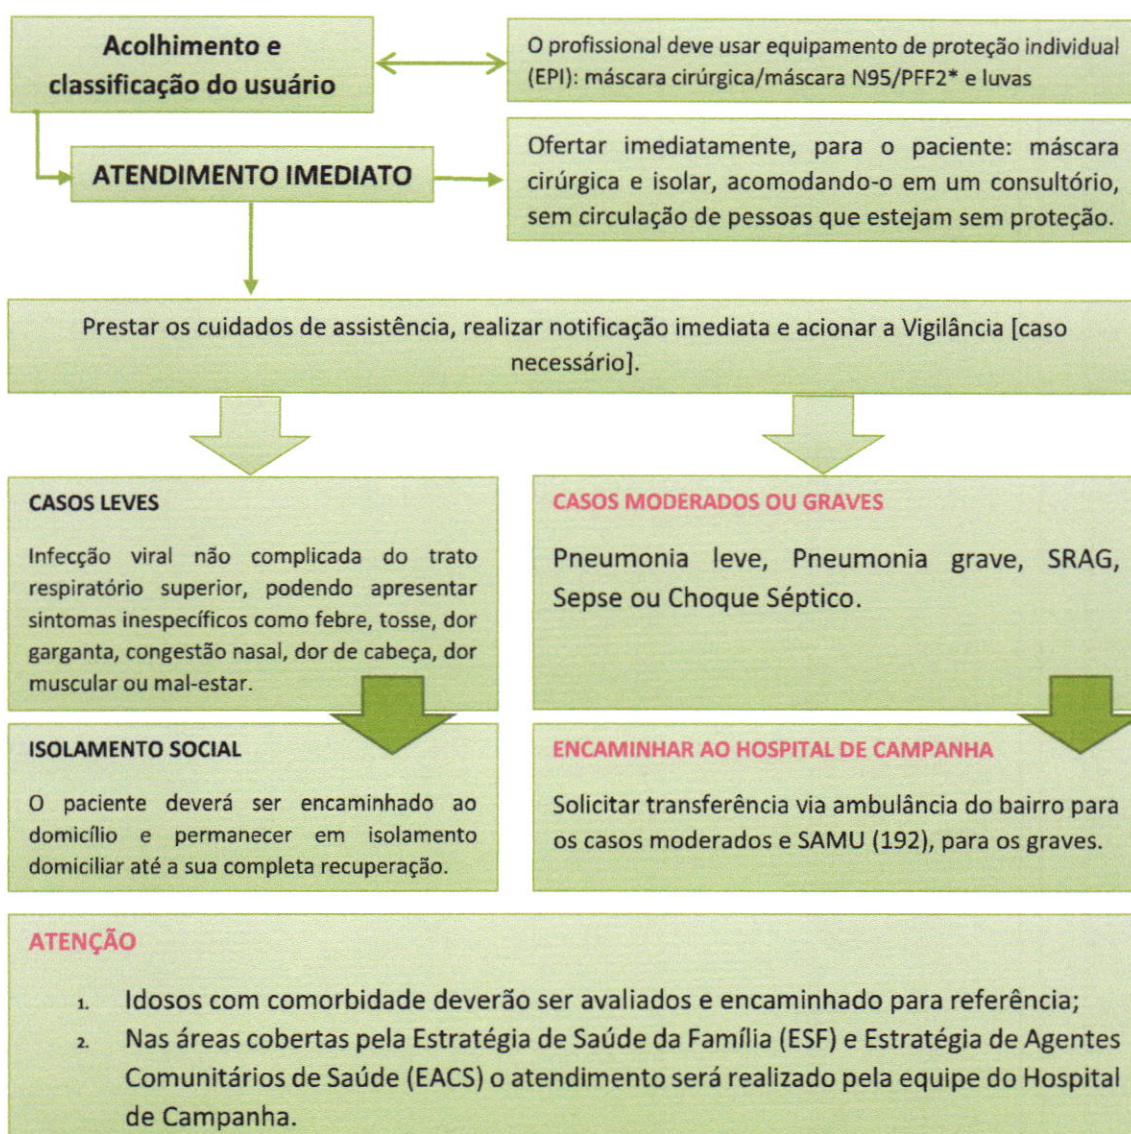 Acolhimento e
classificação do usuário
O profissional deve usar equipamento de proteção individual
(EPI): máscara cirúrgica/máscara N95/PFF2* e luvas
ATENDIMENTO IMEDIATO
Ofertar imediatamente, para o paciente: máscara
cirúrgica e isolar, acomodando-o em um consultório,
sem circulação de pessoas que estejam sem proteção.
Prestar os cuidados de assistência, realizar notificação imediata e acionar a Vigilância [caso
necessário].
CASOS LEVES
Infecção viral não complicada do trato
respiratório superior, podendo apresentar
sintomas inespecíficos como febre, tosse, dor
garganta, congestão nasal, dor de cabeça, dor
muscular ou mal-estar.
CASOS MODERADOS OU GRAVES
Pneumonia leve, Pneumonia grave, SRAG,
Sepse ou Choque Séptico.
ISOLAMENTO SOCIAL
O paciente deverá ser encaminhado ao
domicílio e permanecer em isolamento
domiciliar até a sua completa recuperação.
ENCAMINHAR AO HOSPITAL DE CAMPANHA
Solicitar transferência via ambulância do bairro para
os casos moderados e SAMU (192), para os graves.
ATENÇÃO
1. Idosos com comorbidade deverão ser avaliados e encaminhado para referência;
2. Nas áreas cobertas pela Estratégia de Saúde da Família (ESF) e Estratégia de Agentes
Comunitários de Saúde (EACS) o atendimento será realizado pela equipe do Hospital
de Campanha.